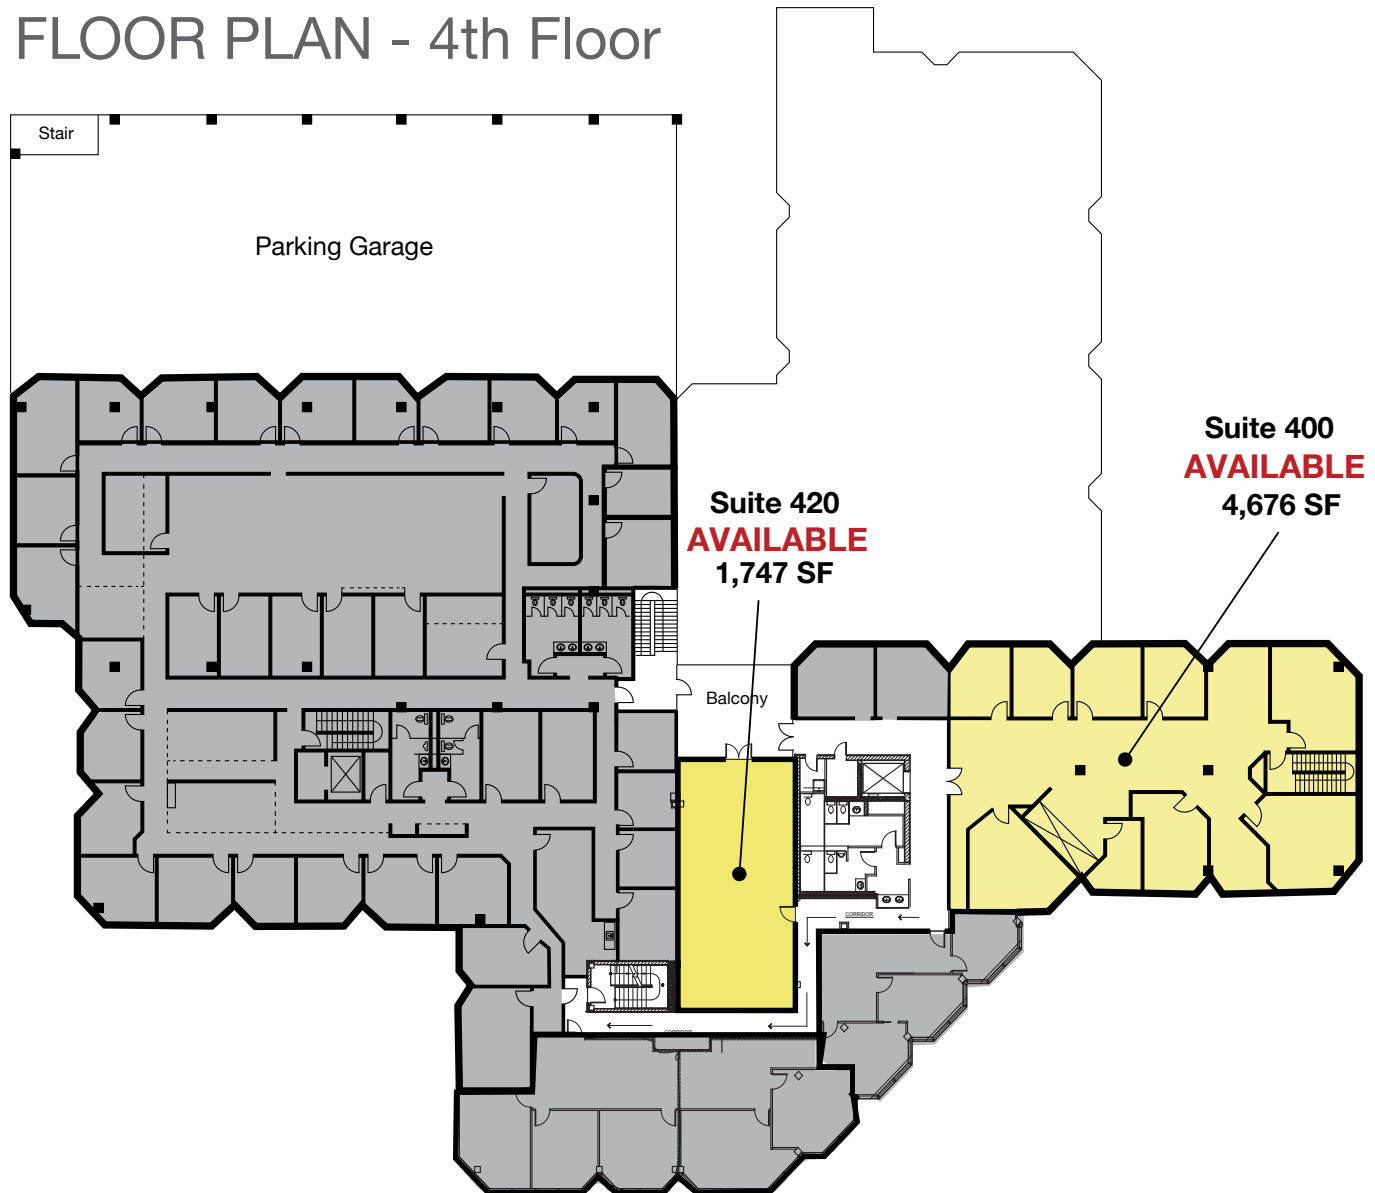 FLOOR PLAN - 4th Floor
Stair
Parking Garage
Suite 400
AVAILABLE
4,676 SF
Suite 420
AVAILABLE
1,747 SF
Balcony
CORRIDOR
CORRIDOR